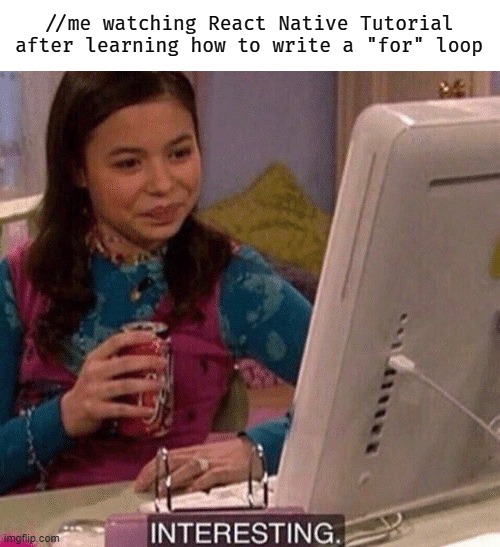 //me watching React Native Tutorial
after learning how to write a "for" loop
INTERESTING.
imgflip.com